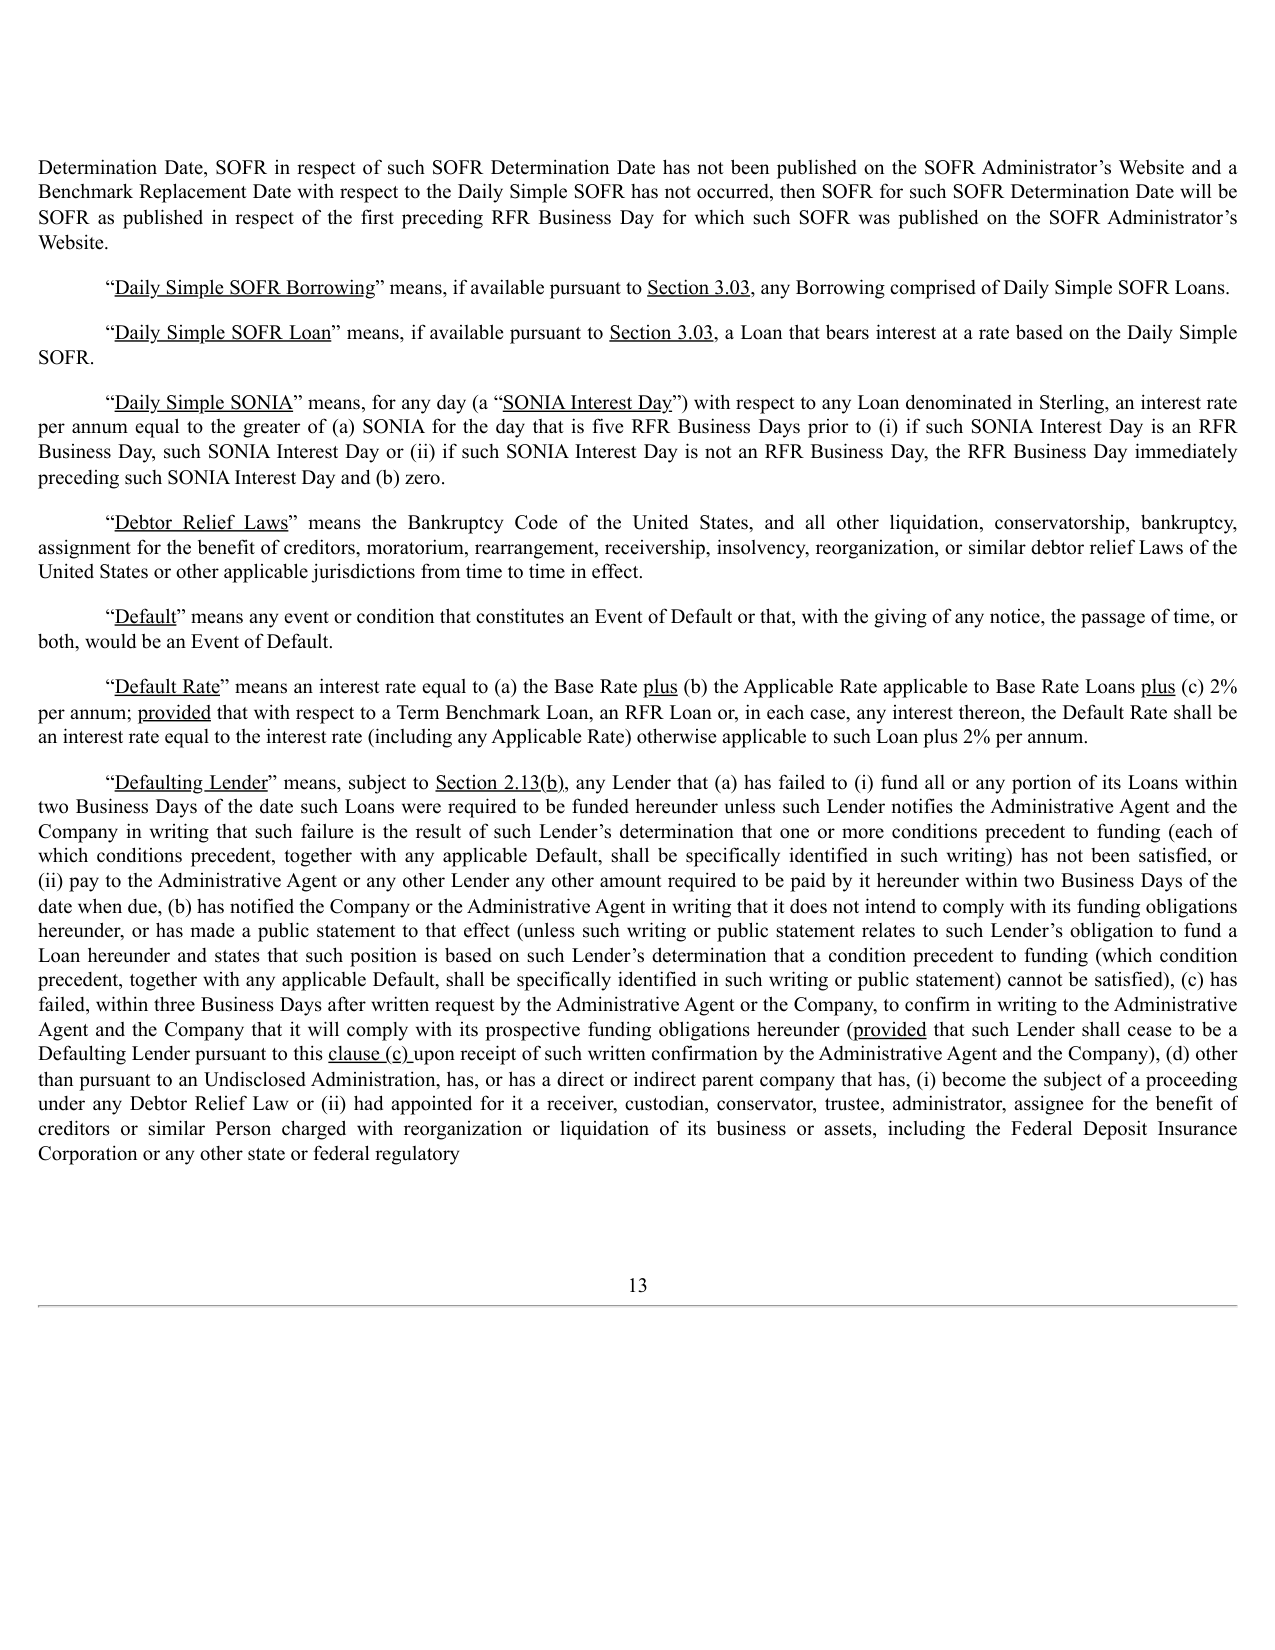 Determination Date, SOFR in respect of such SOFR Determination Date has not been published on the SOFR Administrator’s Website and a
Benchmark Replacement Date with respect to the Daily Simple SOFR has not occurred, then SOFR for such SOFR Determination Date will be
SOFR as published in respect of the first preceding RFR Business Day for which such SOFR was published on the SOFR Administrator’s
Website.
“Daily Simple SOFR Borrowing” means, if available pursuant to Section 3.03, any Borrowing comprised of Daily Simple SOFR Loans.
“Daily Simple SOFR Loan” means, if available pursuant to Section 3.03, a Loan that bears interest at a rate based on the Daily Simple
SOFR.
“Daily Simple SONIA” means, for any day (a “SONIA Interest Day”) with respect to any Loan denominated in Sterling, an interest rate
per annum equal to the greater of (a) SONIA for the day that is five RFR Business Days prior to (i) if such SONIA Interest Day is an RFR
Business Day, such SONIA Interest Day or (ii) if such SONIA Interest Day is not an RFR Business Day, the RFR Business Day immediately
preceding such SONIA Interest Day and (b) zero.
“Debtor Relief Laws” means the Bankruptcy Code of the United States, and all other liquidation, conservatorship, bankruptcy,
assignment for the benefit of creditors, moratorium, rearrangement, receivership, insolvency, reorganization, or similar debtor relief Laws of the
United States or other applicable jurisdictions from time to time in effect.
“Default” means any event or condition that constitutes an Event of Default or that, with the giving of any notice, the passage of time, or
both, would be an Event of Default.
“Default Rate” means an interest rate equal to (a) the Base Rate plus (b) the Applicable Rate applicable to Base Rate Loans plus (c) 2%
per annum; provided that with respect to a Term Benchmark Loan, an RFR Loan or, in each case, any interest thereon, the Default Rate shall be
an interest rate equal to the interest rate (including any Applicable Rate) otherwise applicable to such Loan plus 2% per annum.
“Defaulting Lender” means, subject to Section 2.13(b), any Lender that (a) has failed to (i) fund all or any portion of its Loans within
two Business Days of the date such Loans were required to be funded hereunder unless such Lender notifies the Administrative Agent and the
Company in writing that such failure is the result of such Lender’s determination that one or more conditions precedent to funding (each of
which conditions precedent, together with any applicable Default, shall be specifically identified in such writing) has not been satisfied, or
(ii) pay to the Administrative Agent or any other Lender any other amount required to be paid by it hereunder within two Business Days of the
date when due, (b) has notified the Company or the Administrative Agent in writing that it does not intend to comply with its funding obligations
hereunder, or has made a public statement to that effect (unless such writing or public statement relates to such Lender’s obligation to fund a
Loan hereunder and states that such position is based on such Lender’s determination that a condition precedent to funding (which condition
precedent, together with any applicable Default, shall be specifically identified in such writing or public statement) cannot be satisfied), (c) has
failed, within three Business Days after written request by the Administrative Agent or the Company, to confirm in writing to the Administrative
Agent and the Company that it will comply with its prospective funding obligations hereunder (provided that such Lender shall cease to be a
Defaulting Lender pursuant to this clause (c) upon receipt of such written confirmation by the Administrative Agent and the Company), (d) other
than pursuant to an Undisclosed Administration, has, or has a direct or indirect parent company that has, (i) become the subject of a proceeding
under any Debtor Relief Law or (ii) had appointed for it a receiver, custodian, conservator, trustee, administrator, assignee for the benefit of
creditors or similar Person charged with reorganization or liquidation of its business or assets, including the Federal Deposit Insurance
Corporation or any other state or federal regulatory
13